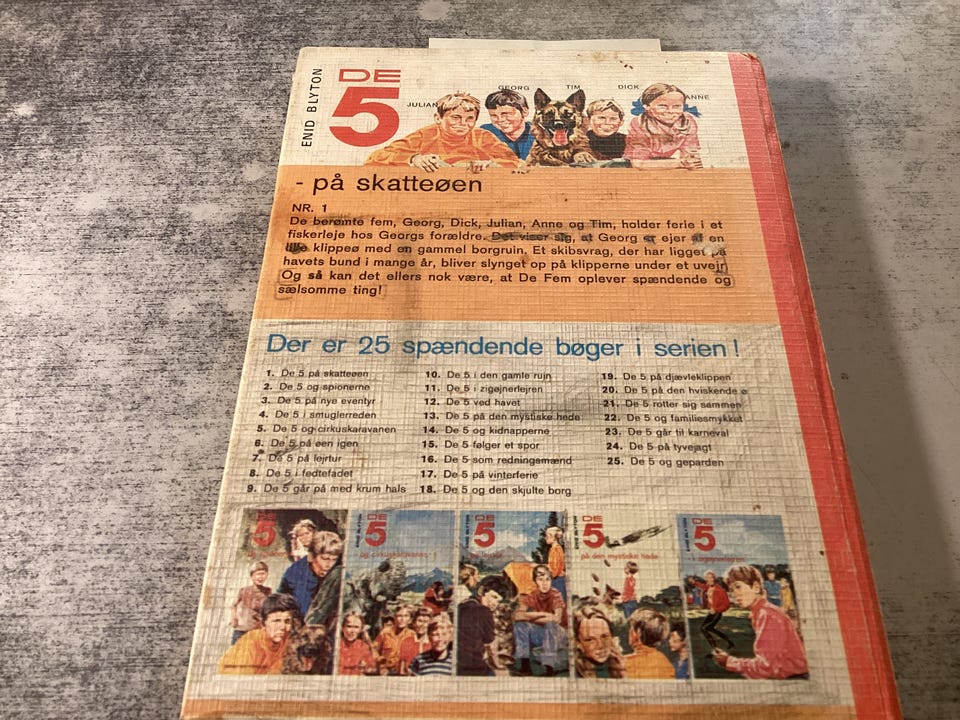 ENID BLYTON
DE
5
JULIAN
GEORG
TIM
DICK
ANNE
- på skatteøen
NR. 1
De berømte fem, Georg, Dick, Julian, Anne og Tim, holder ferie i et
fiskerleje hos Georgs forældre. Det viser sig, at Georg er ejer af en
lille klippeø med en gammel borgruin. Et skibsvrag, der har ligget på
havets bund i mange år, bliver slynget op på klipperne under et uvejr.
Og så kan det ellers nok være, at De Fem oplever spændende og
sælsomme ting!
Der er 25 spændende bøger i serien!
1. De 5 på skatteøen
2. De 5 og spionerne
3. De 5 på nye eventyr
4. De 5 i smuglerreden
5. De 5 og cirkuskaravanen
6. De 5 på øen igen
7. De 5 på lejrtur
8. De 5 i fedtefadet
9. De 5 går på med krum hals
10. De 5 i den gamle ruin
11. De 5 i zigøjnerlejren
12. De 5 ved havet
13. De 5 på den mystiske hede
14. De 5 og kidnapperne
15. De 5 følger et spor
16. De 5 som redningsmænd
17. De 5 på vinterferie
18. De 5 og den skjulte borg
19. De 5 på djævleklippen
20. De 5 på den hviskende ø
21. De 5 rotter sig sammen
22. De 5 og familiesmykket
23. De 5 går til karneval
24. De 5 på tyvejagt
25. De 5 og geparden
DE
5
DE
5
og cirkuskaravanen
ENID BLYTON
DE
5
DE
5
på den mystiske hede
ENID BLYTON
DE
5